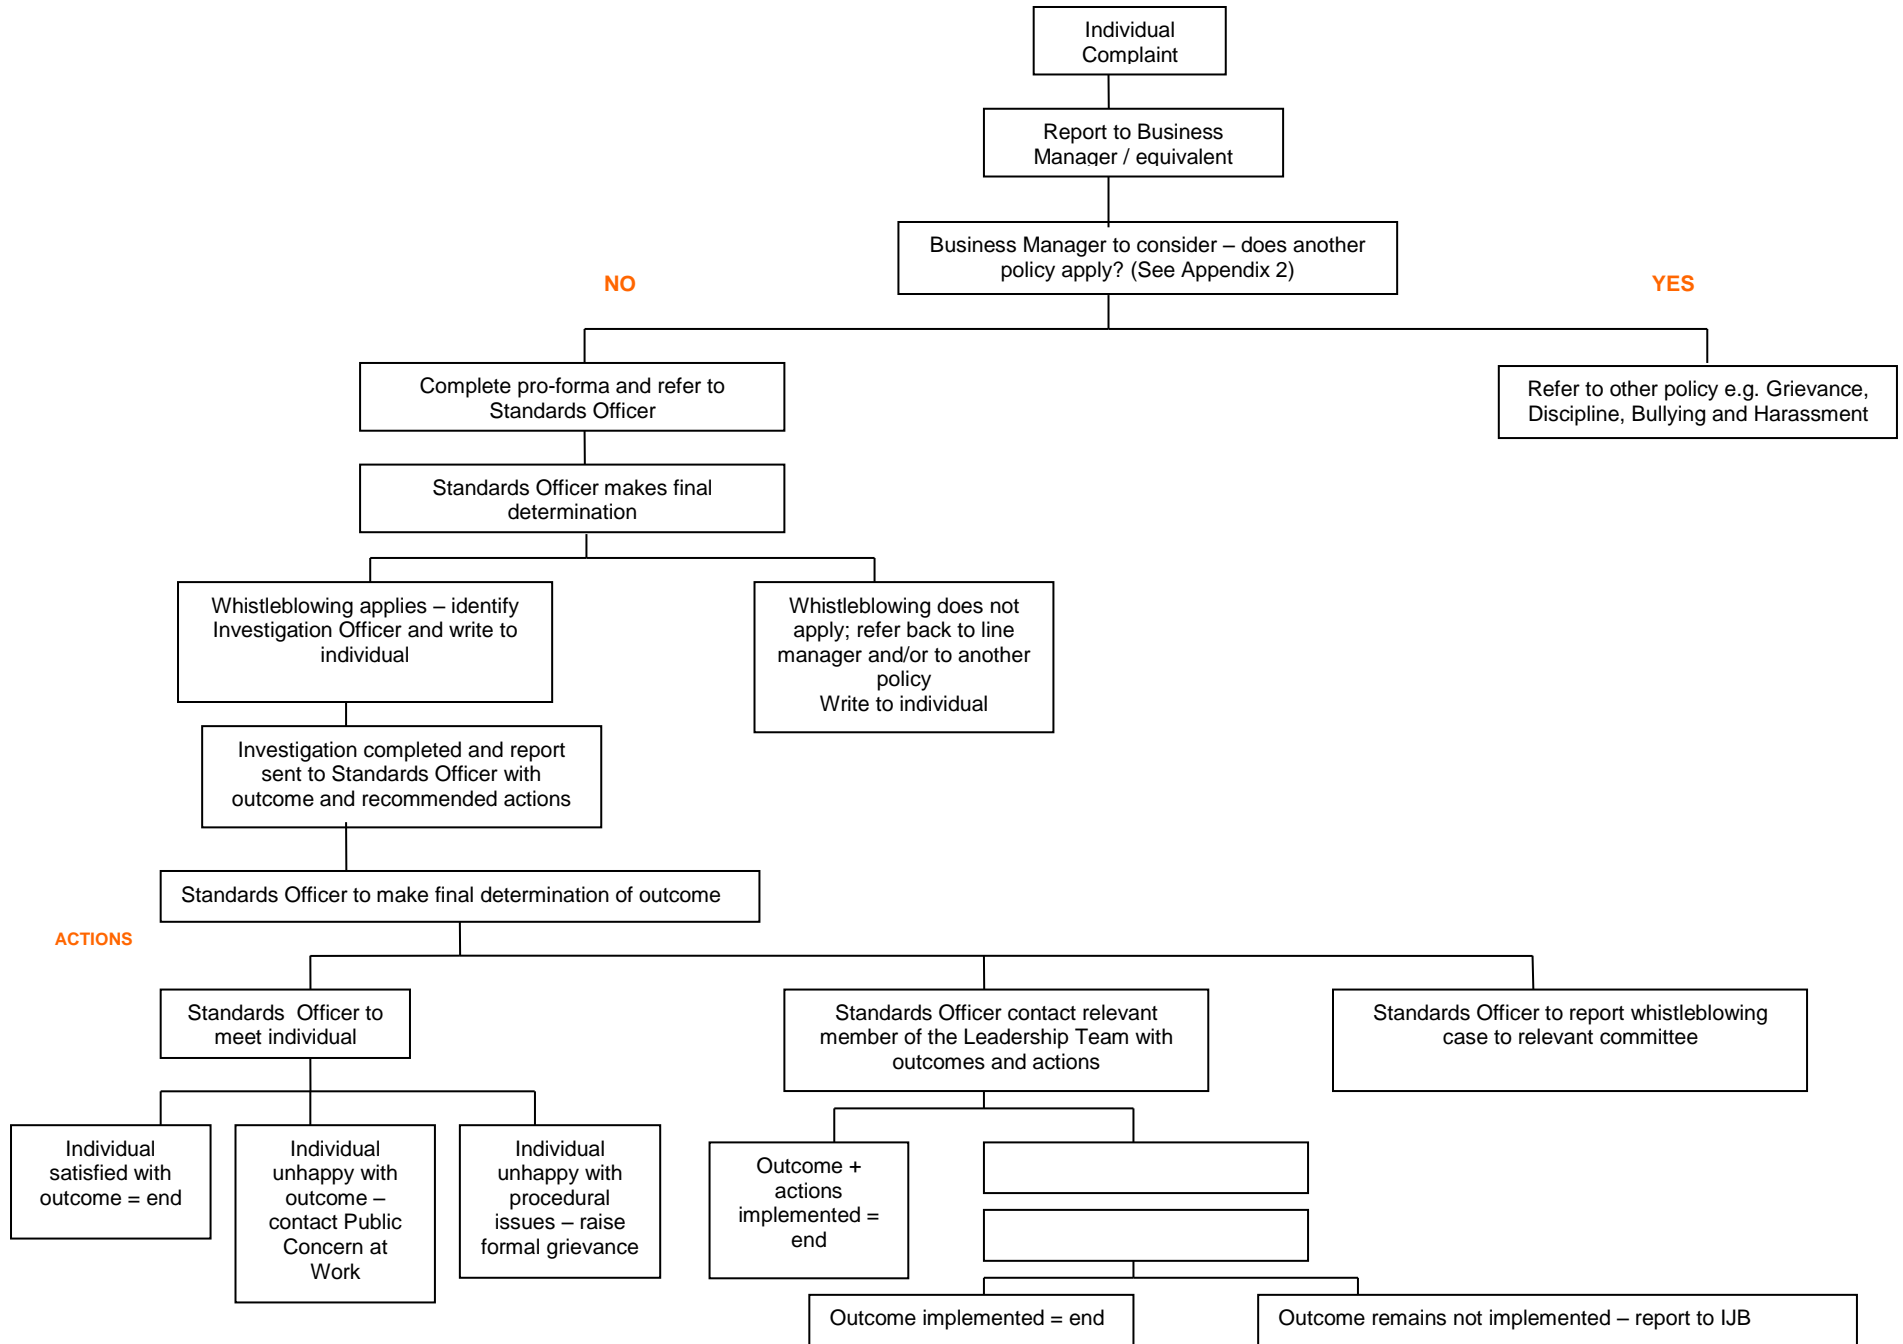 Individual
Complaint
Report to Business
Manager / equivalent
Business Manager to consider – does another
policy apply? (See Appendix 2)
NO
YES
Complete pro-forma and refer to
Standards Officer
Refer to other policy e.g. Grievance,
Discipline, Bullying and Harassment
Standards Officer makes final
determination
Whistleblowing applies – identify
Investigation Officer and write to
individual
Whistleblowing does not
apply; refer back to line
manager and/or to another
policy
Write to individual
Investigation completed and report
sent to Standards Officer with
outcome and recommended actions
Standards Officer to make final determination of outcome
ACTIONS
Standards Officer to
meet individual
Standards Officer contact relevant
member of the Leadership Team with
outcomes and actions
Standards Officer to report whistleblowing
case to relevant committee
Individual
satisfied with
outcome = end
Individual
unhappy with
outcome –
contact Public
Concern at
Work
Individual
unhappy with
procedural
issues – raise
formal grievance
Outcome +
actions
implemented =
end
Outcome implemented = end
Outcome remains not implemented – report to IJB